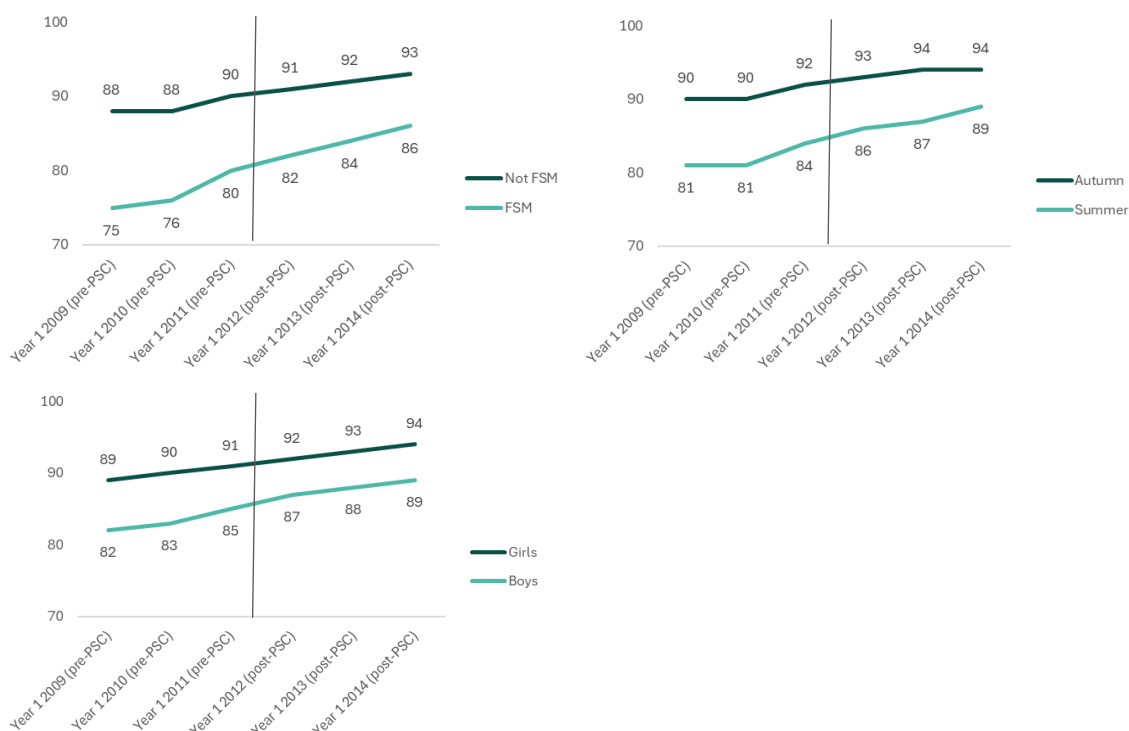 100
90
80
70
88
88
90
91
92
93
75
76
80
82
84
86
Not FSM
FSM
Year 1 2009 (pre-PSC)
Year 1 2010 (pre-PSC)
Year 1 2011 (pre-PSC)
Year 1 2012 (post-PSC)
Year 1 2013 (post-PSC)
Year 1 2014 (post-PSC)
100
90
80
70
90
90
92
93
94
94
81
81
84
86
87
89
Autumn
Summer
Year 1 2009 (pre-PSC)
Year 1 2010 (pre-PSC)
Year 1 2011 (pre-PSC)
Year 1 2012 (post-PSC)
Year 1 2013 (post-PSC)
Year 1 2014 (post-PSC)
100
90
80
70
89
90
91
92
93
94
82
83
85
87
88
89
Girls
Boys
Year 1 2009 (pre-PSC)
Year 1 2010 (pre-PSC)
Year 1 2011 (pre-PSC)
Year 1 2012 (post-PSC)
Year 1 2013 (post-PSC)
Year 1 2014 (post-PSC)